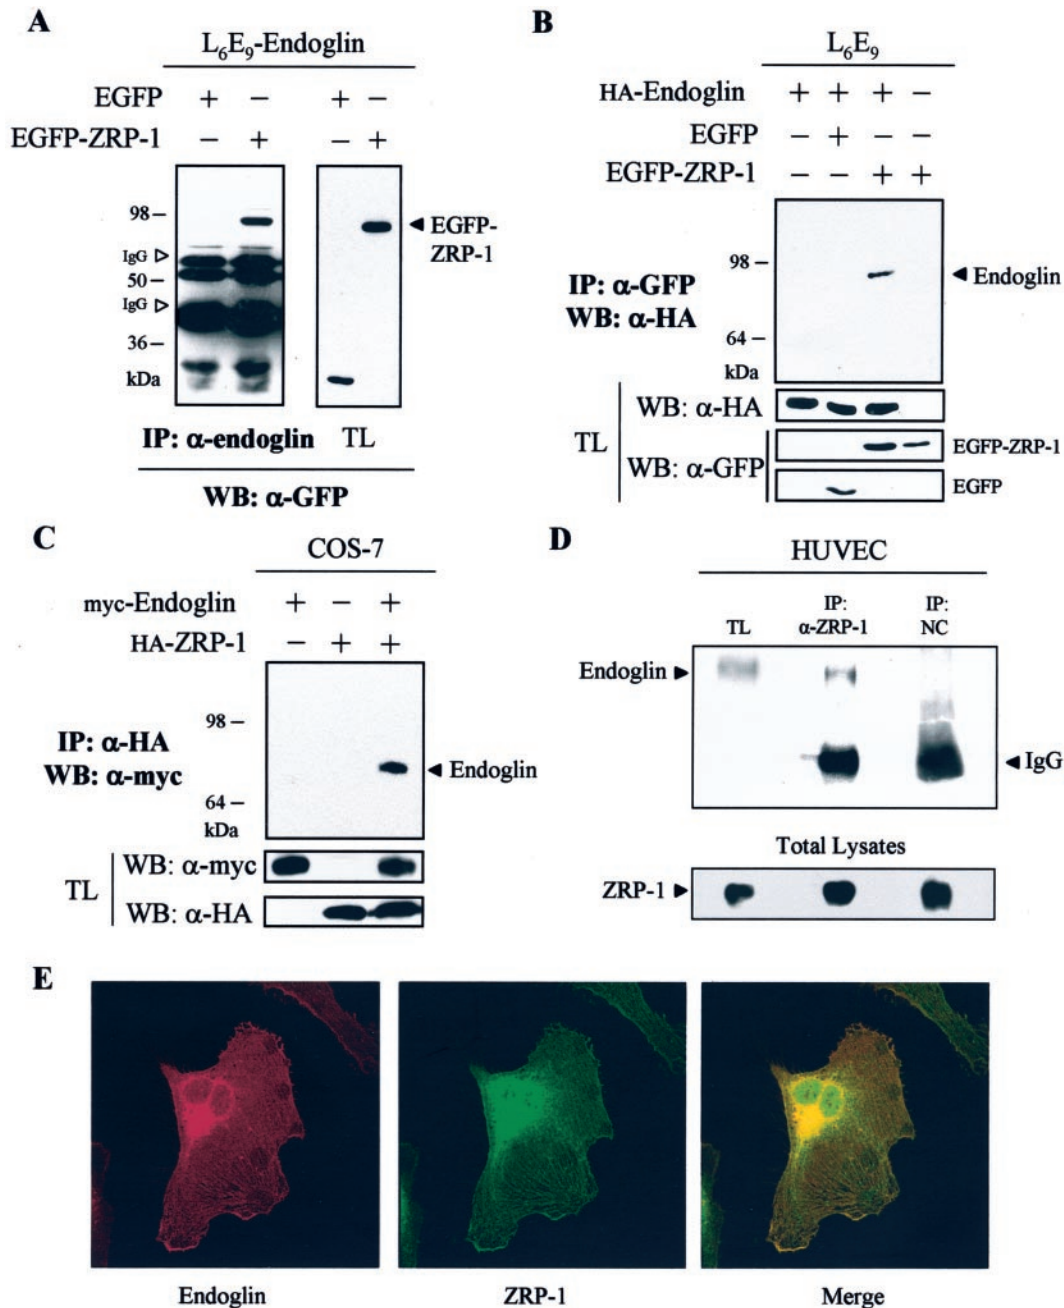 A
L6E9-Endoglin
EGFP + − + −
EGFP-ZRP-1 − + − +
98 –
IgG ▷
50 –
IgG ▷
36 –
kDa
◄ EGFP-
ZRP-1
IP: α-endoglin TL
WB: α-GFP
B
L6E9
HA-Endoglin + + + −
EGFP − + − −
EGFP-ZRP-1 − − + +
98 –
IP: α-GFP
WB: α-HA
◄ Endoglin
64 –
kDa
TL
WB: α-HA
WB: α-GFP
EGFP-ZRP-1
EGFP
C
COS-7
myc-Endoglin + − +
HA-ZRP-1 − + +
98 –
IP: α-HA
WB: α-myc
◄ Endoglin
64 –
kDa
TL
WB: α-myc
WB: α-HA
D
HUVEC
TL
IP:
α-ZRP-1
IP:
NC
Endoglin ►
◄ IgG
Total Lysates
ZRP-1 ►
E
Endoglin ZRP-1 Merge